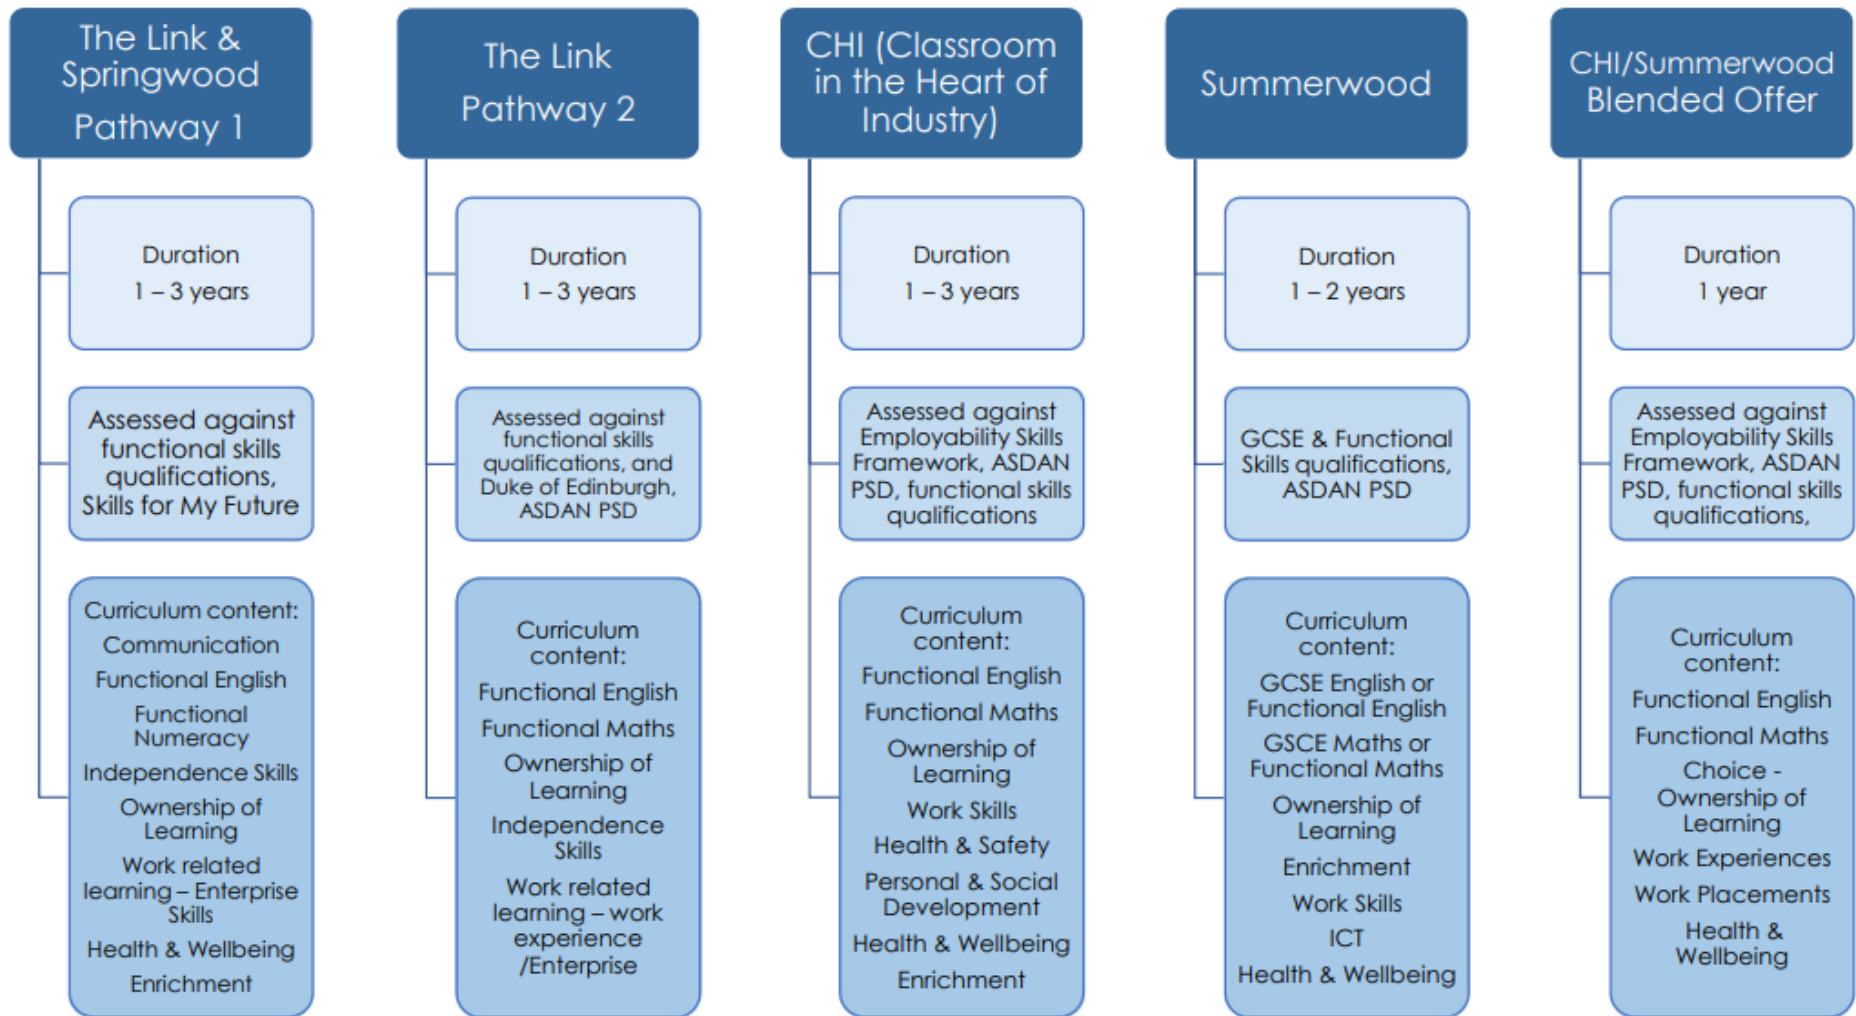 The Link &
Springwood
Pathway 1
Duration
1 – 3 years
Assessed against
functional skills
qualifications,
Skills for My Future
Curriculum content:
Communication
Functional English
Functional
Numeracy
Independence Skills
Ownership of
Learning
Work related
learning – Enterprise
Skills
Health & Wellbeing
Enrichment
The Link
Pathway 2
Duration
1 – 3 years
Assessed against
functional skills
qualifications, and
Duke of Edinburgh,
ASDAN PSD
Curriculum
content:
Functional English
Functional Maths
Ownership of
Learning
Independence
Skills
Work related
learning – work
experience
/Enterprise
CHI (Classroom
in the Heart of
Industry)
Duration
1 – 3 years
Assessed against
Employability Skills
Framework, ASDAN
PSD, functional skills
qualifications
Curriculum
content:
Functional English
Functional Maths
Ownership of
Learning
Work Skills
Health & Safety
Personal & Social
Development
Health & Wellbeing
Enrichment
Summerwood
Duration
1 – 2 years
GCSE & Functional
Skills qualifications,
ASDAN PSD
Curriculum
content:
GCSE English or
Functional English
GSCE Maths or
Functional Maths
Ownership of
Learning
Enrichment
Work Skills
ICT
Health & Wellbeing
CHI/Summerwood
Blended Offer
Duration
1 year
Assessed against
Employability Skills
Framework, ASDAN
PSD, functional skills
qualifications,
Curriculum
content:
Functional English
Functional Maths
Choice -
Ownership of
Learning
Work Experiences
Work Placements
Health &
Wellbeing